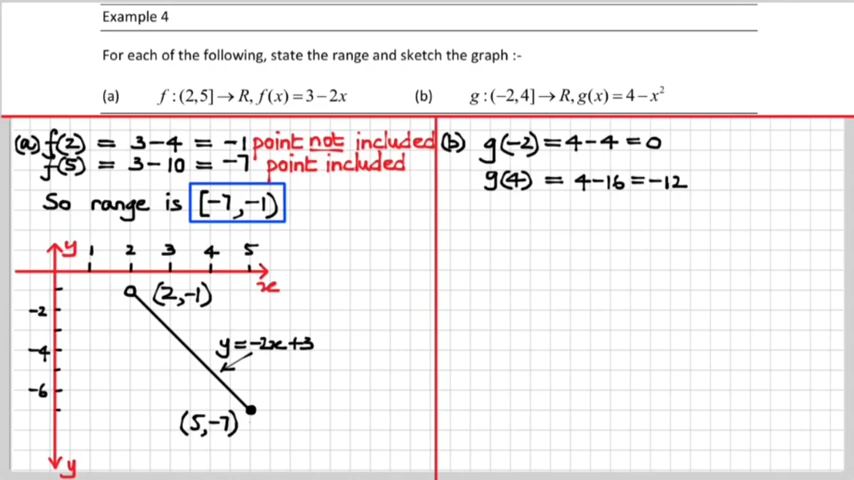 Example 4
For each of the following, state the range and sketch the graph :-
(a) f : (2,5] → R, f(x) = 3 − 2x (b) g : (−2,4] → R, g(x) = 4 − x²
(a) f(2) = 3 − 4 = −1 point not included
f(5) = 3 − 10 = −7 point included
So range is [−7, −1)
y 1 2 3 4 5
x
(2, −1)
−2
y = −2x + 3
−4
−6
(5, −7)
y
(b) g(−2) = 4 − 4 = 0
g(4) = 4 − 16 = −12